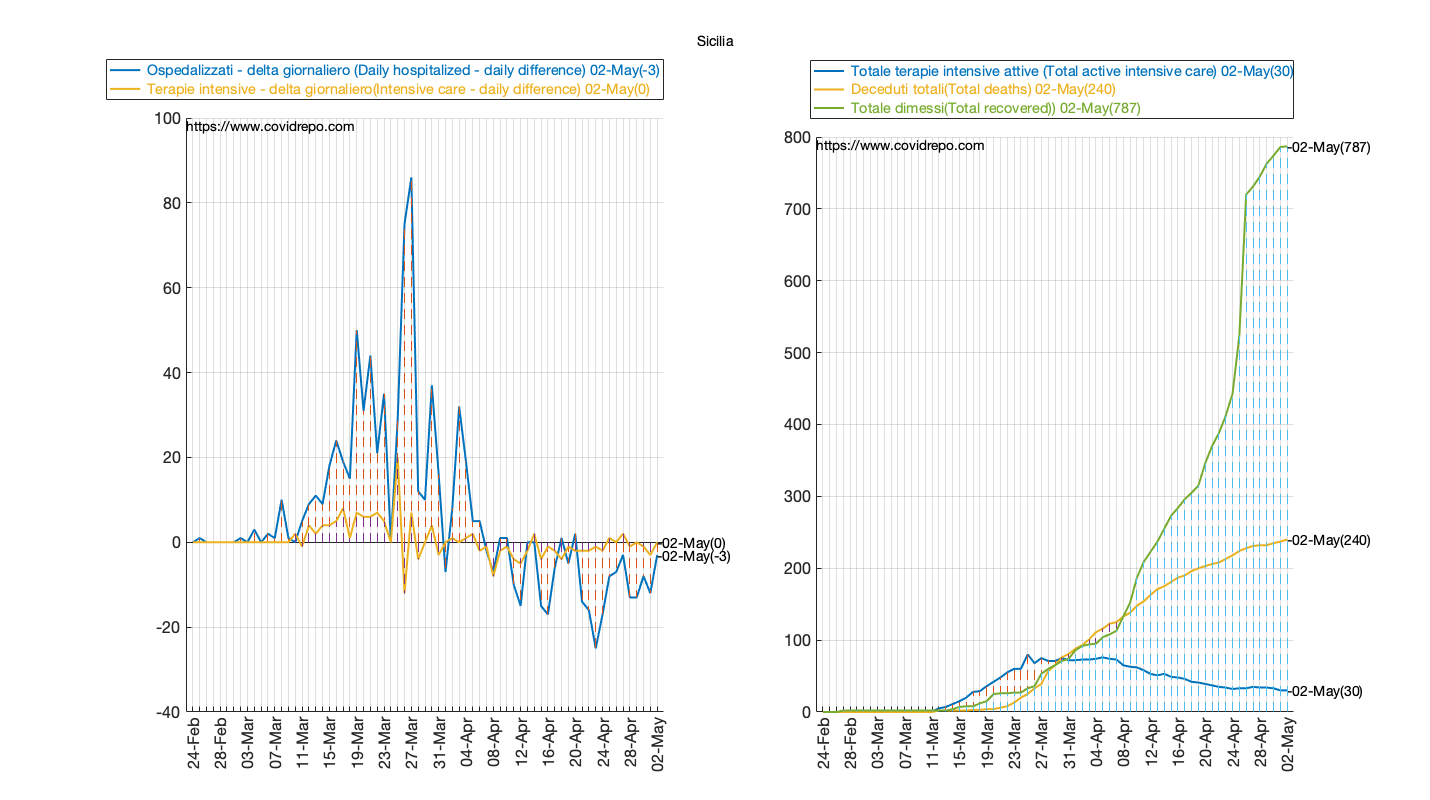 Sicilia
Ospedalizzati - delta giornaliero (Daily hospitalized - daily difference) 02-May(-3)
Terapie intensive - delta giornaliero(Intensive care - daily difference) 02-May(0)
https://www.covidrepo.com
100
80
60
40
20
0
-20
-40
02-May(0)
02-May(-3)
24-Feb
28-Feb
03-Mar
07-Mar
11-Mar
15-Mar
19-Mar
23-Mar
27-Mar
31-Mar
04-Apr
08-Apr
12-Apr
16-Apr
20-Apr
24-Apr
28-Apr
02-May
Totale terapie intensive attive (Total active intensive care) 02-May(30)
Deceduti totali(Total deaths) 02-May(240)
Totale dimessi(Total recovered)) 02-May(787)
https://www.covidrepo.com
800
700
600
500
400
300
200
100
0
02-May(787)
02-May(240)
02-May(30)
24-Feb
28-Feb
03-Mar
07-Mar
11-Mar
15-Mar
19-Mar
23-Mar
27-Mar
31-Mar
04-Apr
08-Apr
12-Apr
16-Apr
20-Apr
24-Apr
28-Apr
02-May